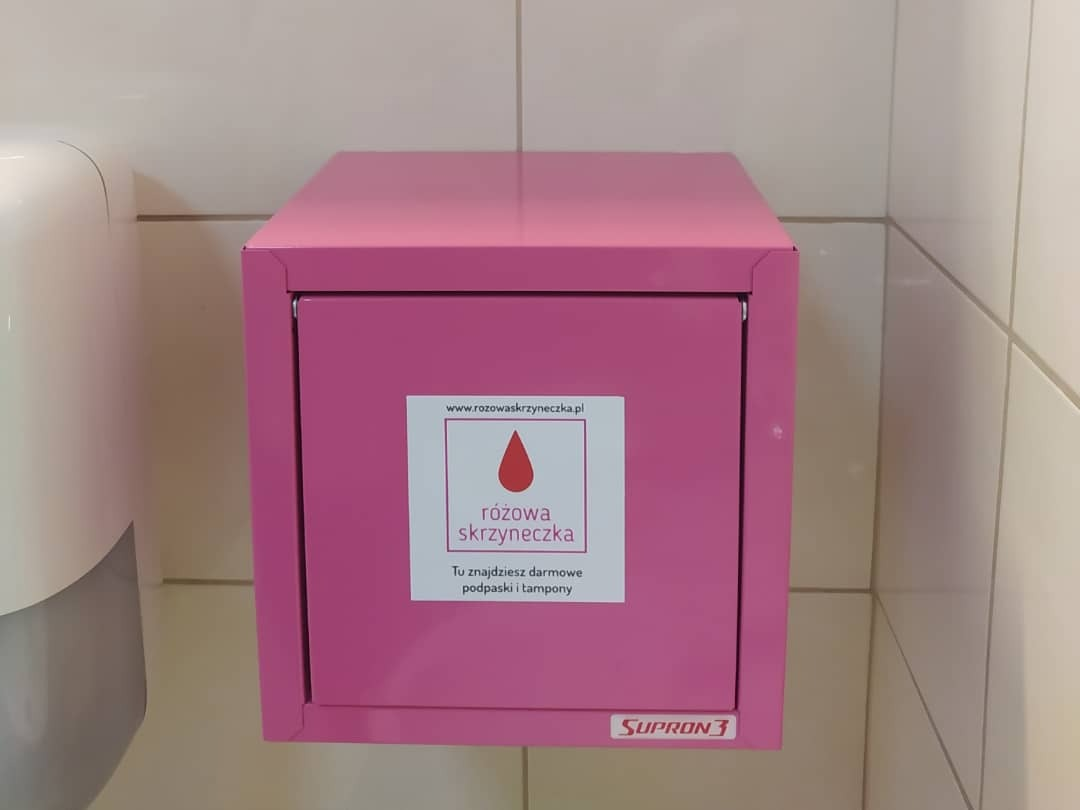 www.rozowaskrzyneczka.pl
różowa
skrzyneczka
Tu znajdziesz darmowe
podpaski i tampony
SUPRON3